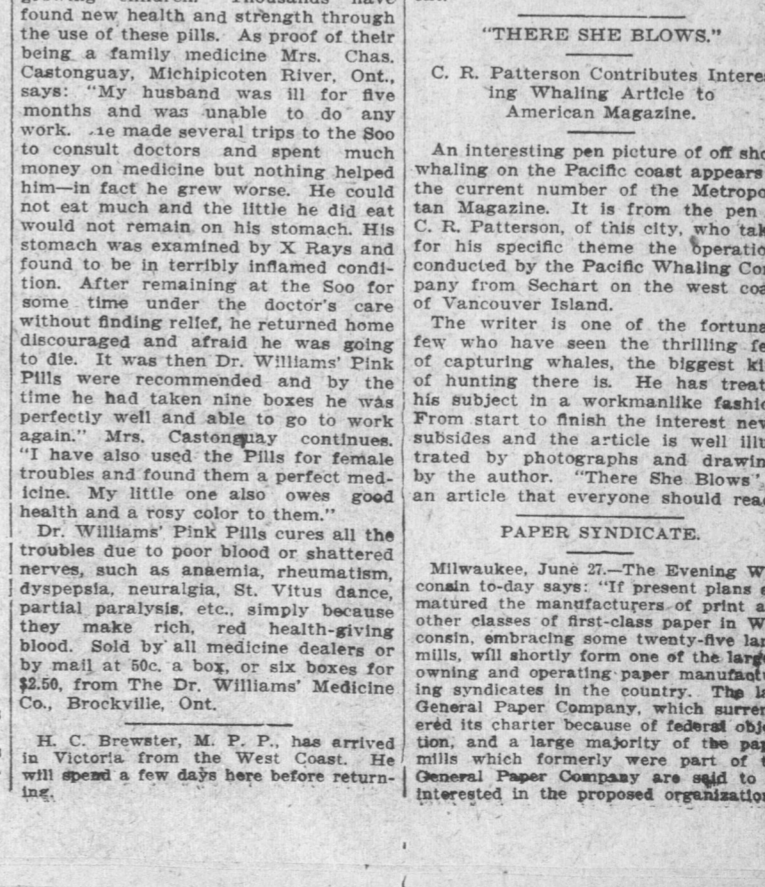 found new health and strength through
the use of these pills. As proof of their
being a family medicine Mrs. Chas.
Castonguay, Michipicoten River, Ont.,
says: "My husband was ill for five
months and was unable to do any
work. made several trips to the Soo
to consult doctors and spent much
money on medicine but nothing helped
him—in fact he grew worse. He could
not eat much and the little he did eat
would not remain on his stomach. His
stomach was examined by X Rays and
found to be in terribly inflamed condi-
tion. After remaining at the Soo for
some time under the doctor's care
without finding relief, he returned home
discouraged and afraid he was going
to die. It was then Dr. Williams' Pink
Pills were recommended and by the
time he had taken nine boxes he was
perfectly well and able to go to work
again." Mrs. Castonguay continues.
"I have also used the Pills for female
troubles and found them a perfect med-
icine. My little one also owes good
health and a rosy color to them."
Dr. Williams' Pink Pills cures all the
troubles due to poor blood or shattered
nerves, such as anaemia, rheumatism,
dyspepsia, neuralgia, St. Vitus dance,
partial paralysis, etc., simply because
they make rich, red health-giving
blood. Sold by all medicine dealers or
by mail at 50c. a box, or six boxes for
$2.50, from The Dr. Williams' Medicine
Co., Brockville, Ont.
H. C. Brewster, M. P. P., has arrived
in Victoria from the West Coast. He
will spend a few days here before return-
ing.
"THERE SHE BLOWS."
C. R. Patterson Contributes Interes
ing Whaling Article to
American Magazine.
An interesting pen picture of off sho
whaling on the Pacific coast appears
the current number of the Metropo
tan Magazine. It is from the pen
C. R. Patterson, of this city, who tak
for his specific theme the operatio
conducted by the Pacific Whaling Co
pany from Sechart on the west coa
of Vancouver Island.
The writer is one of the fortuna
few who have seen the thrilling fe
of capturing whales, the biggest ki
of hunting there is. He has treat
his subject in a workmanlike fashi
From start to finish the interest nev
subsides and the article is well illu
trated by photographs and drawin
by the author. "There She Blows"
an article that everyone should rea
PAPER SYNDICATE.
Milwaukee, June 27.—The Evening W
consin to-day says: "If present plans
matured the manufacturers of print a
other classes of first-class paper in W
consin, embracing some twenty-five lar
mills, will shortly form one of the larg
owning and operating paper manufact
ing syndicates in the country. The la
General Paper Company, which surren
ered its charter because of federal obj
tion, and a large majority of the pap
mills which formerly were part of t
General Paper Company are said to
interested in the proposed organizatio